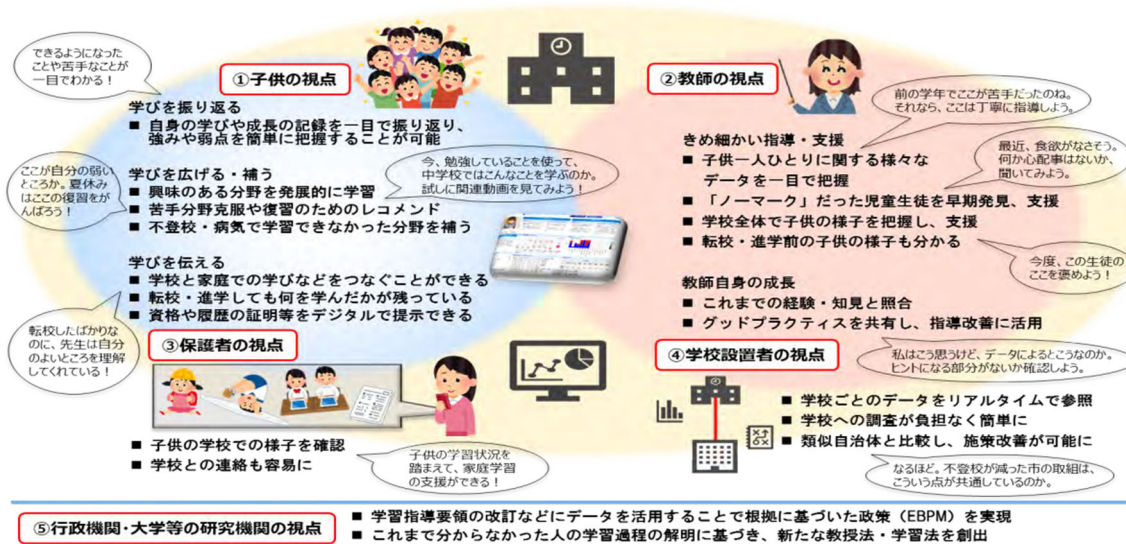 できるようになった
ことや苦手なことが
一目でわかる！
①子供の視点
学びを振り返る
■ 自身の学びや成長の記録を一目で振り返り、
強みや弱点を簡単に把握することが可能
ここが自分の弱い
ところか。夏休み
はここの復習をが
んばろう！
学びを広げる・補う
■ 興味のある分野を発展的に学習
■ 苦手分野克服や復習のためのレコメンド
■ 不登校・病気で学習できなかった分野を補う
今、勉強していることを使って、
中学校ではこんなことを学ぶのか。
試しに関連動画を見てみよう！
学びを伝える
■ 学校と家庭での学びなどをつなぐことができる
■ 転校・進学しても何を学んだかが残っている
■ 資格や履歴の証明等をデジタルで提示できる
転校したばかりな
のに、先生は自分
のよいところを理解
してくれている！
②教師の視点
前の学年でここが苦手だったのね。
それなら、ここは丁寧に指導しよう。
きめ細かい指導・支援
■ 子供一人ひとりに関する様々な
データを一目で把握
■ 「ノーマーク」だった児童生徒を早期発見、支援
■ 学校全体で子供の様子を把握し、支援
■ 転校・進学前の子供の様子も分かる
最近、食欲がなさそう。
何か心配事はないか、
聞いてみよう。
今度、この生徒の
ここを褒めよう！
教師自身の成長
■ これまでの経験・知見と照合
■ グッドプラクティスを共有し、指導改善に活用
私はこう思うけど、データによるとこうなのか。
ヒントになる部分がないか確認しよう。
③保護者の視点
■ 子供の学校での様子を確認
■ 学校との連絡も容易に
子供の学習状況を
踏まえて、家庭学習
の支援ができる！
④学校設置者の視点
■ 学校ごとのデータをリアルタイムで参照
■ 学校への調査が負担なく簡単に
■ 類似自治体と比較し、施策改善が可能に
なるほど。不登校が減った市の取組は、
こういう点が共通しているのか。
⑤行政機関・大学等の研究機関の視点
■ 学習指導要領の改訂などにデータを活用することで根拠に基づいた政策（EBPM）を実現
■ これまで分からなかった人の学習過程の解明に基づき、新たな教授法・学習法を創出